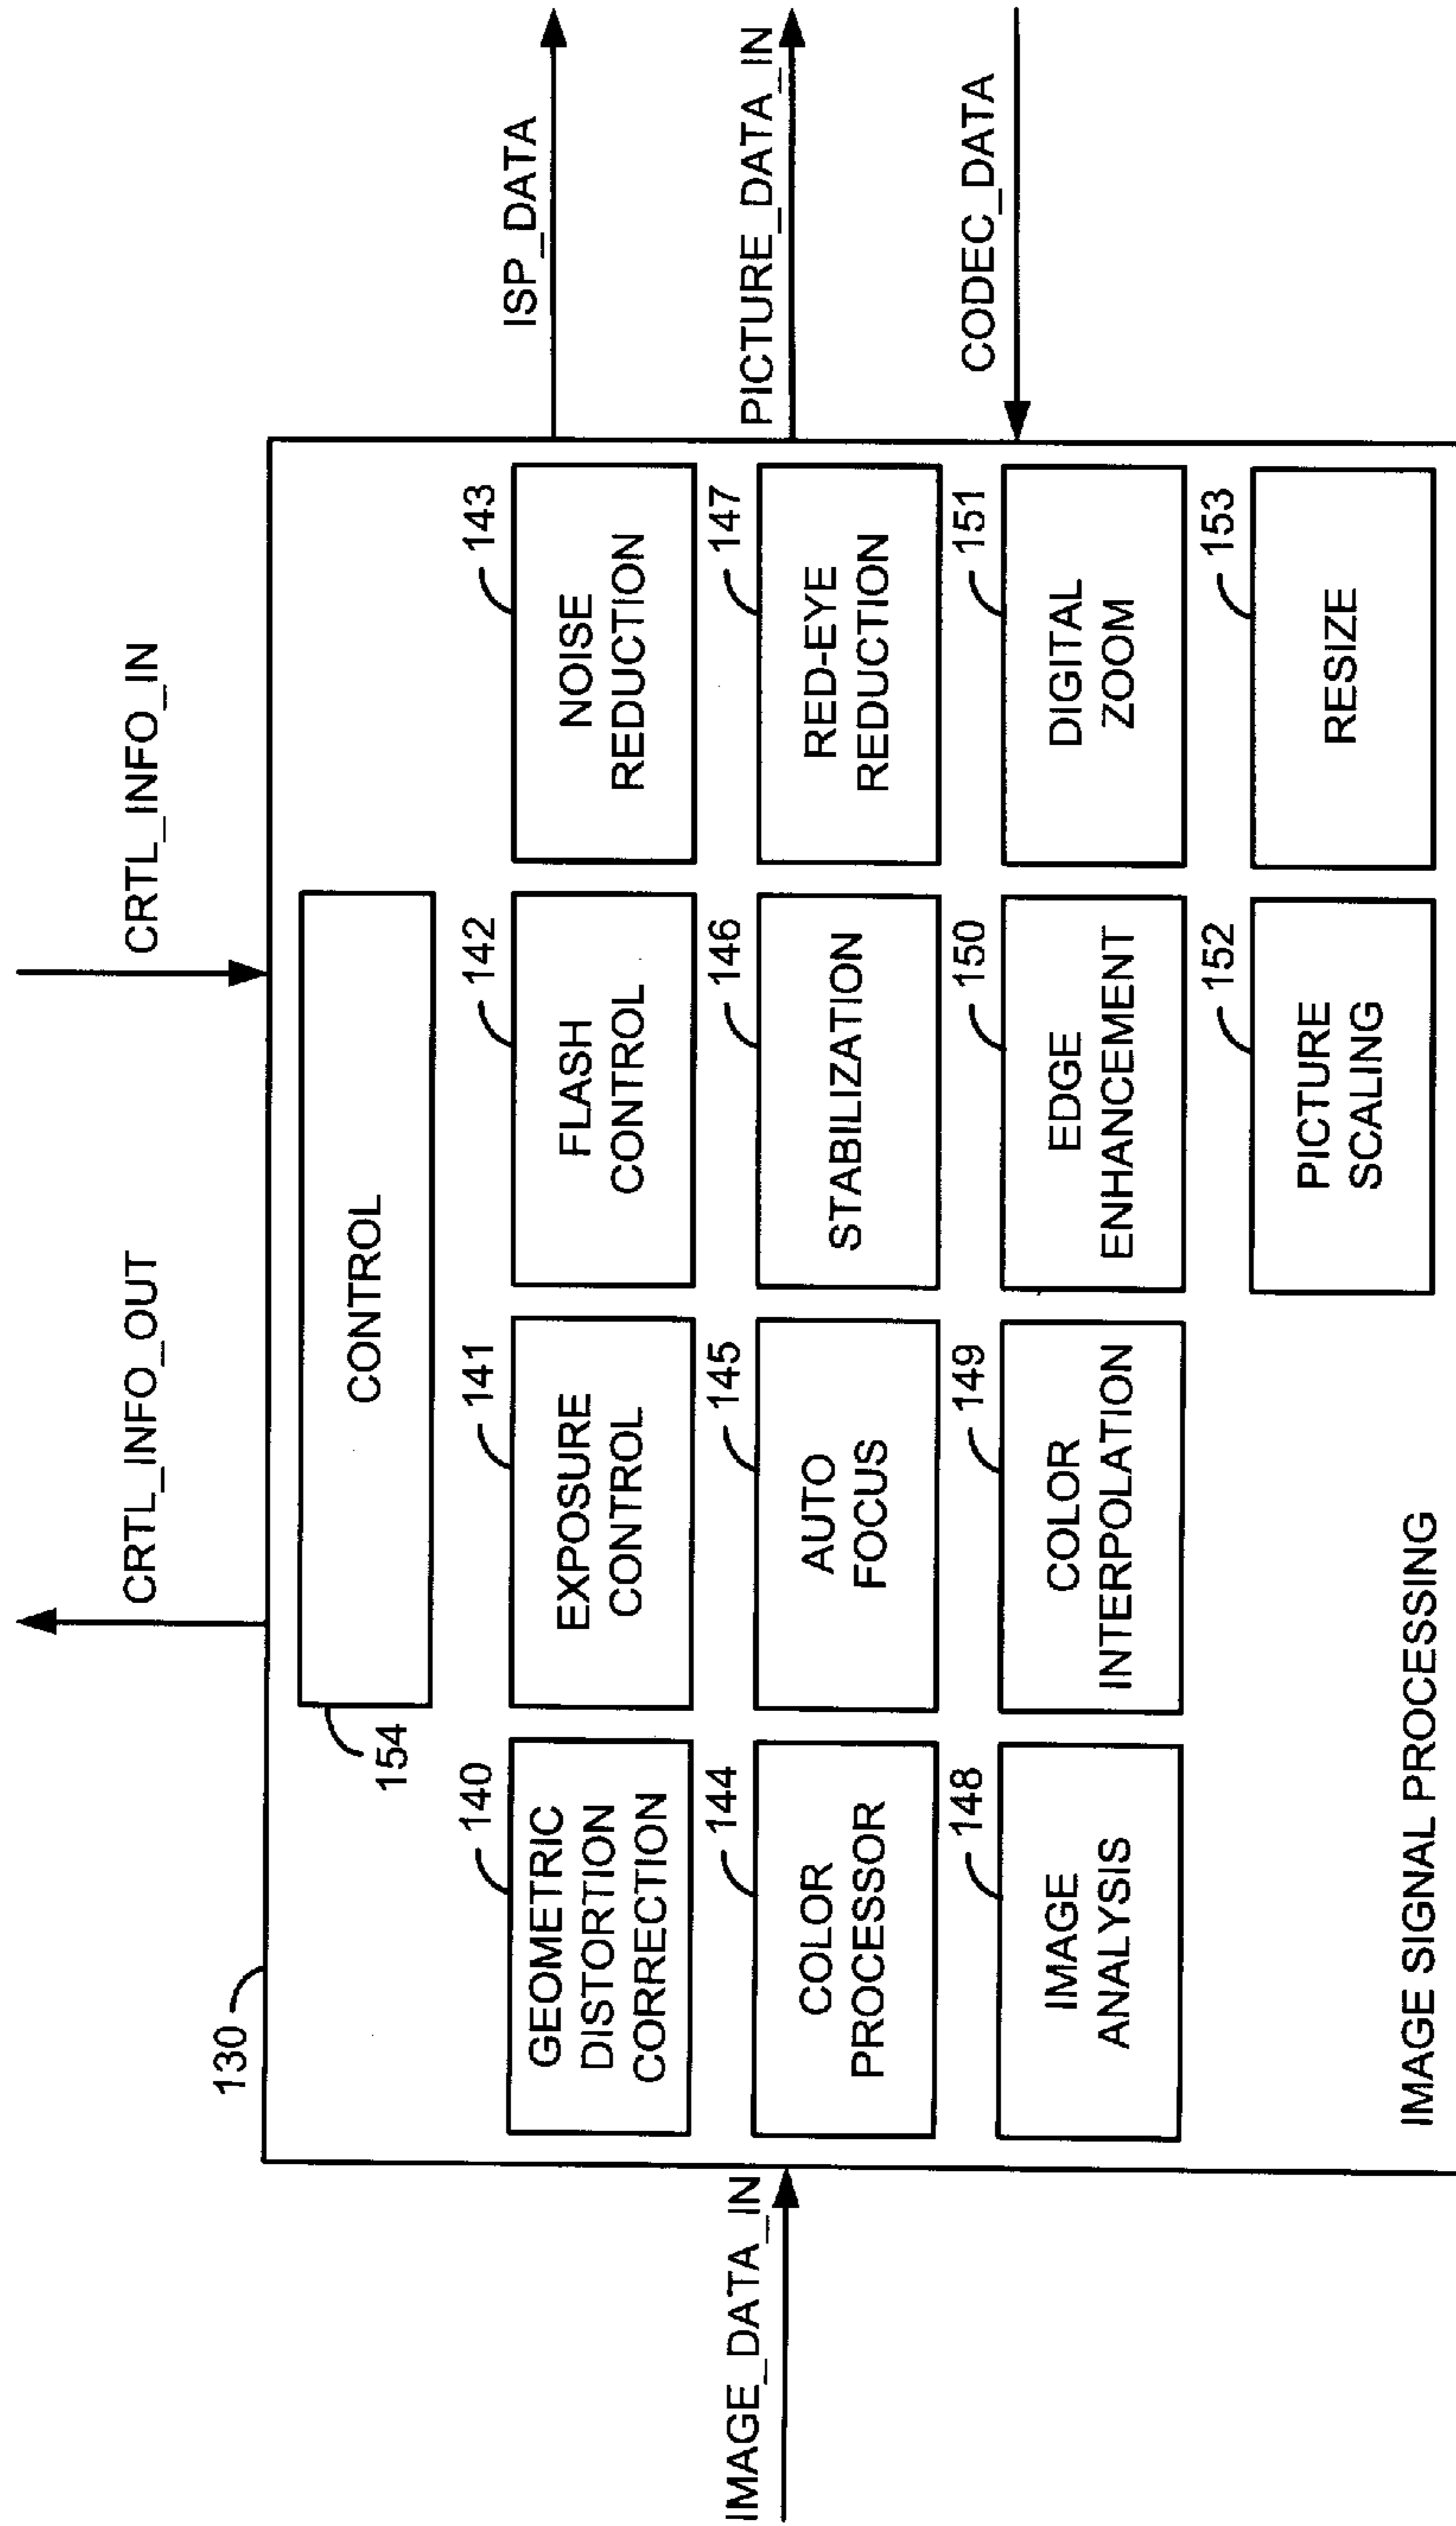 CRTL_INFO_OUT
CRTL_INFO_IN
130
154
CONTROL
ISP_DATA
140
141
142
143
GEOMETRIC
DISTORTION
CORRECTION
EXPOSURE
CONTROL
FLASH
CONTROL
NOISE
REDUCTION
IMAGE_DATA_IN
PICTURE_DATA_IN
144
145
146
147
COLOR
PROCESSOR
AUTO
FOCUS
STABILIZATION
RED-EYE
REDUCTION
CODEC_DATA
148
149
150
151
IMAGE
ANALYSIS
COLOR
INTERPOLATION
EDGE
ENHANCEMENT
DIGITAL
ZOOM
152
153
PICTURE
SCALING
RESIZE
IMAGE SIGNAL PROCESSING